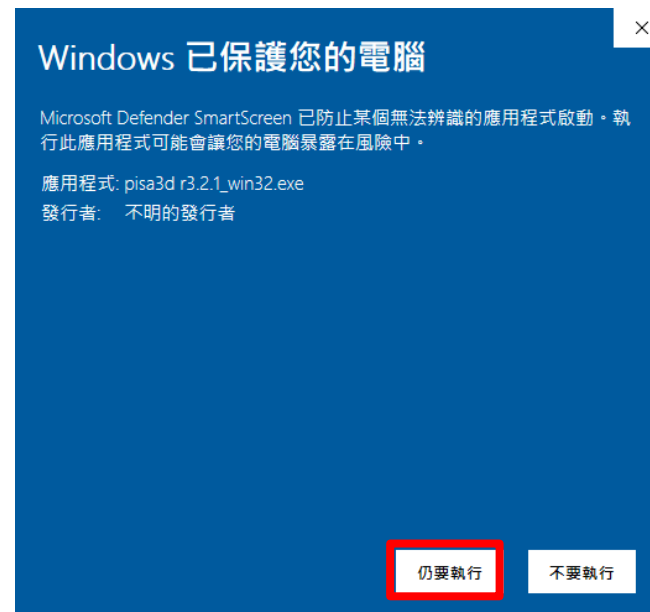 Windows 已保護您的電腦
Microsoft Defender SmartScreen 已防止某個無法辨識的應用程式啟動。執
行此應用程式可能會讓您的電腦暴露在風險中。
應用程式: pisa3d r3.2.1_win32.exe
發行者: 不明的發行者
仍要執行 不要執行